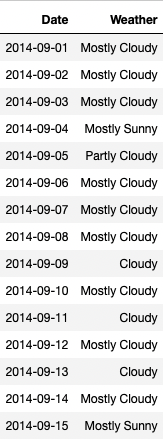 Date Weather
2014-09-01 Mostly Cloudy
2014-09-02 Mostly Cloudy
2014-09-03 Mostly Cloudy
2014-09-04 Mostly Sunny
2014-09-05 Partly Cloudy
2014-09-06 Mostly Cloudy
2014-09-07 Mostly Cloudy
2014-09-08 Mostly Cloudy
2014-09-09 Cloudy
2014-09-10 Mostly Cloudy
2014-09-11 Cloudy
2014-09-12 Mostly Cloudy
2014-09-13 Cloudy
2014-09-14 Mostly Cloudy
2014-09-15 Mostly Sunny